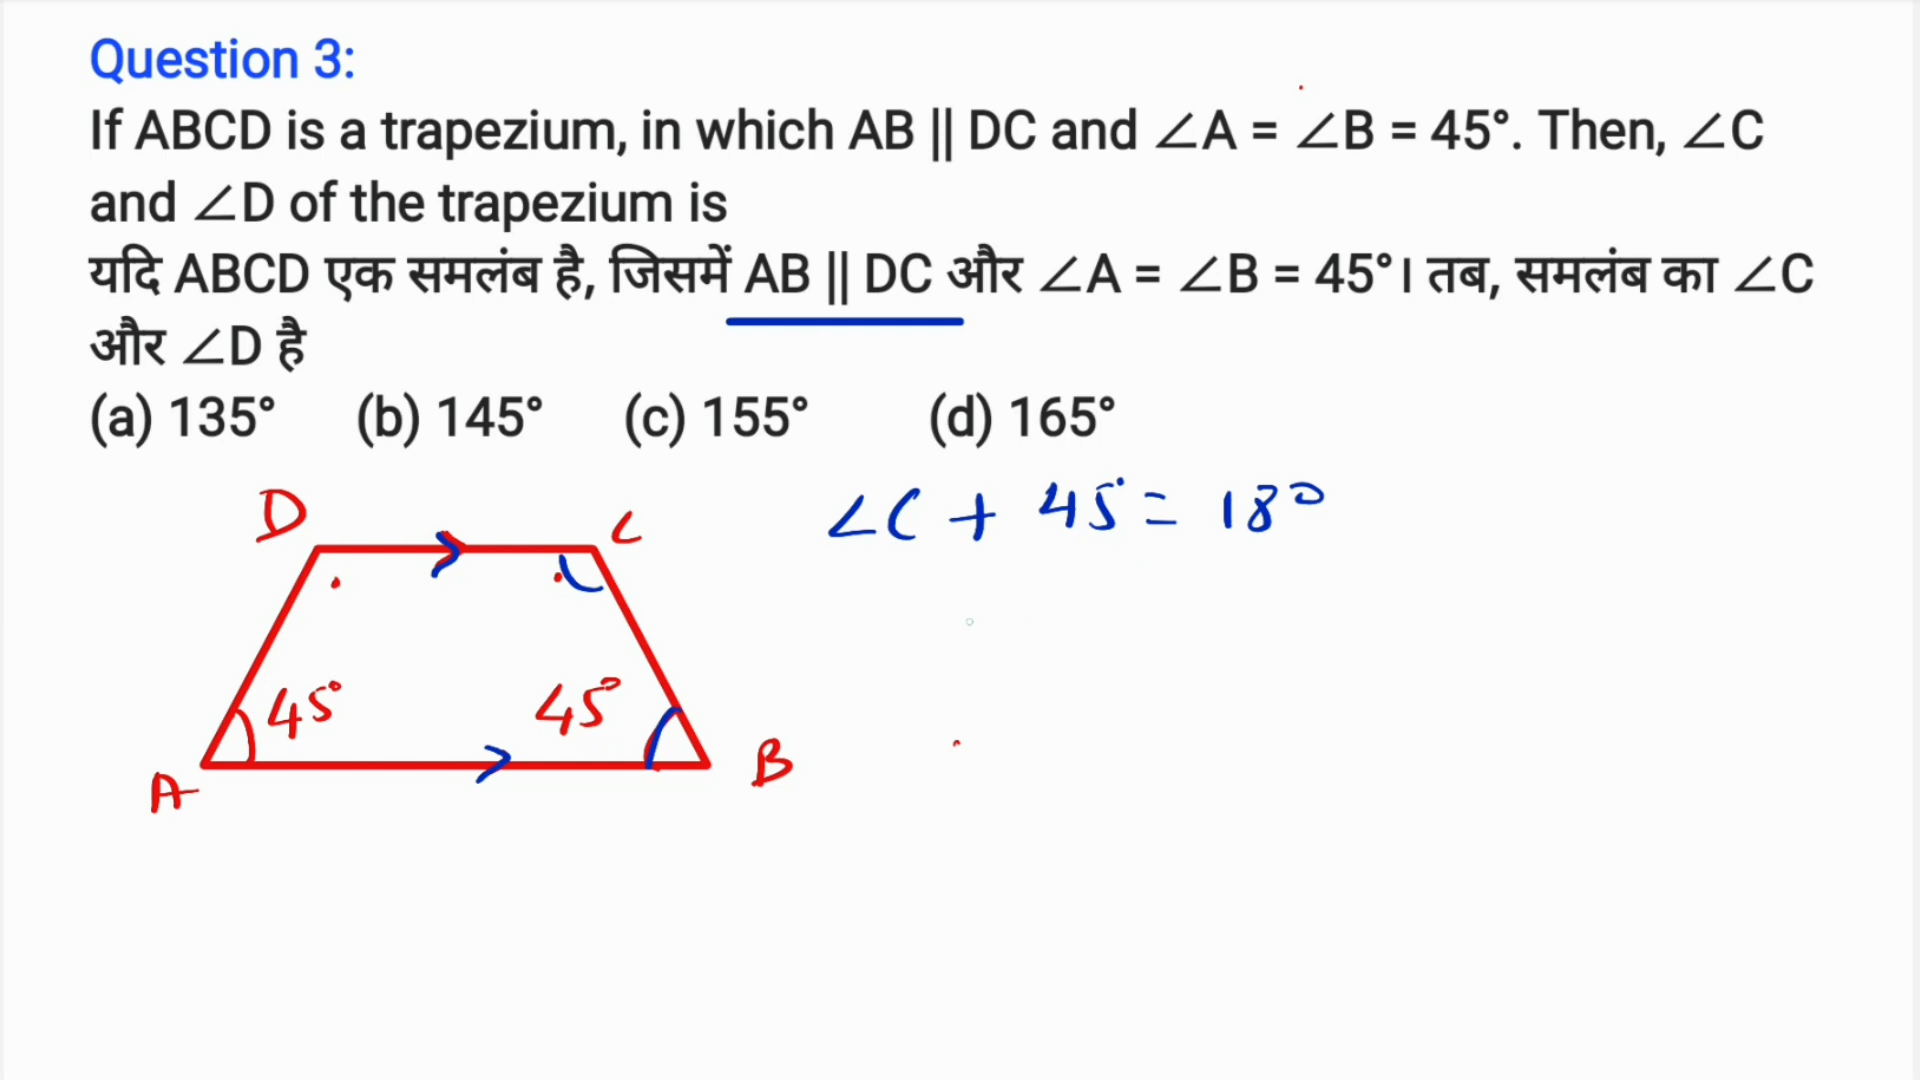 Question 3:
If ABCD is a trapezium, in which AB || DC and ∠A = ∠B = 45°. Then, ∠C
and ∠D of the trapezium is
यदि ABCD एक समलंब है, जिसमें AB || DC और ∠A = ∠B = 45°। तब, समलंब का ∠C
और ∠D है
(a) 135° (b) 145° (c) 155° (d) 165°
∠C + 45° = 180
D C
45° 45°
A B